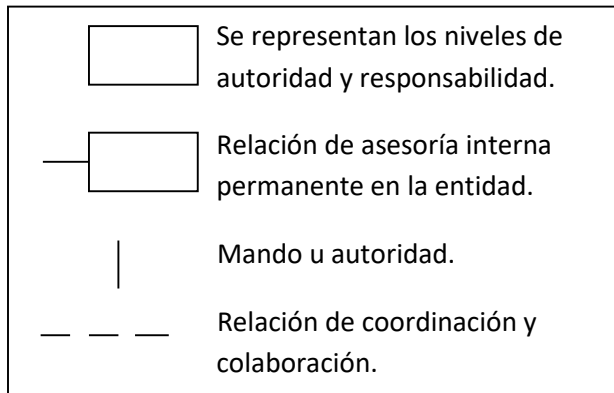 Se representan los niveles de
autoridad y responsabilidad.
Relación de asesoría interna
permanente en la entidad.
Mando u autoridad.
Relación de coordinación y
colaboración.